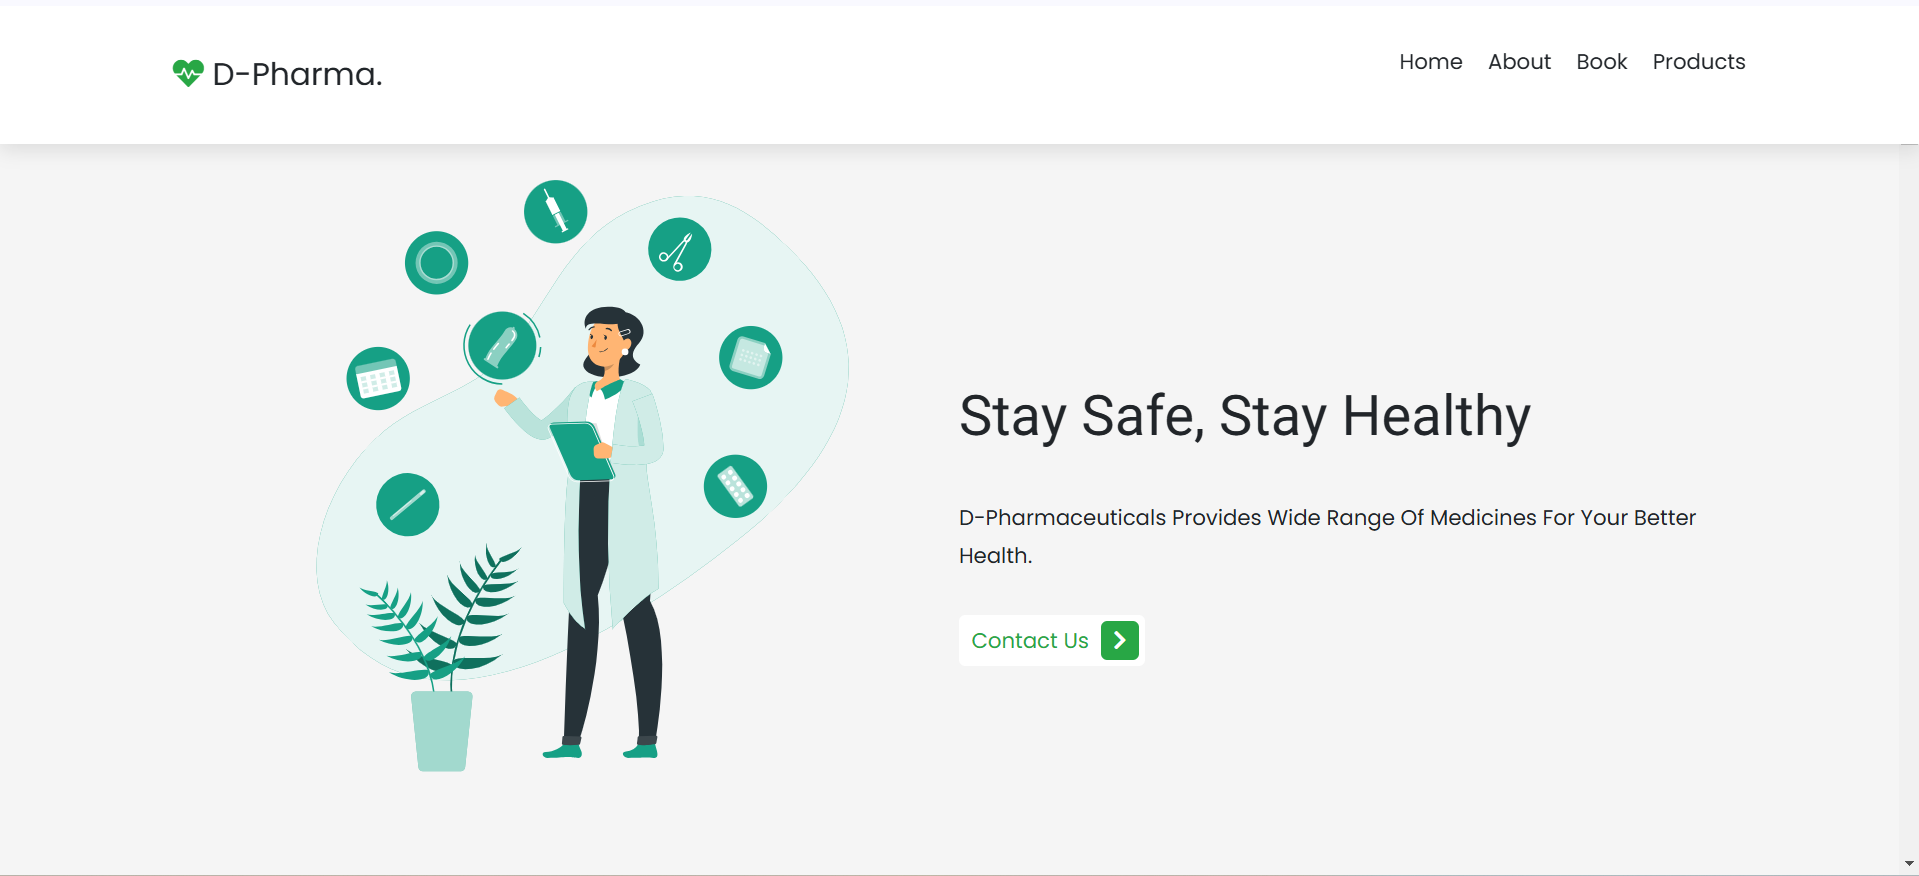 D-Pharma.
Home About Book Products
Stay Safe, Stay Healthy
D-Pharmaceuticals Provides Wide Range Of Medicines For Your Better
Health.
Contact Us